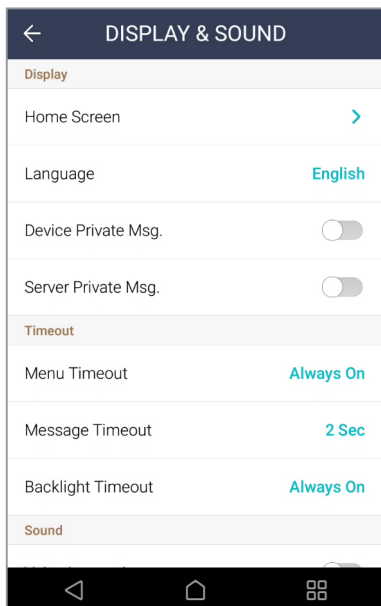 DISPLAY & SOUND
Display
Home Screen
Language English
Device Private Msg.
Server Private Msg.
Timeout
Menu Timeout Always On
Message Timeout 2 Sec
Backlight Timeout Always On
Sound